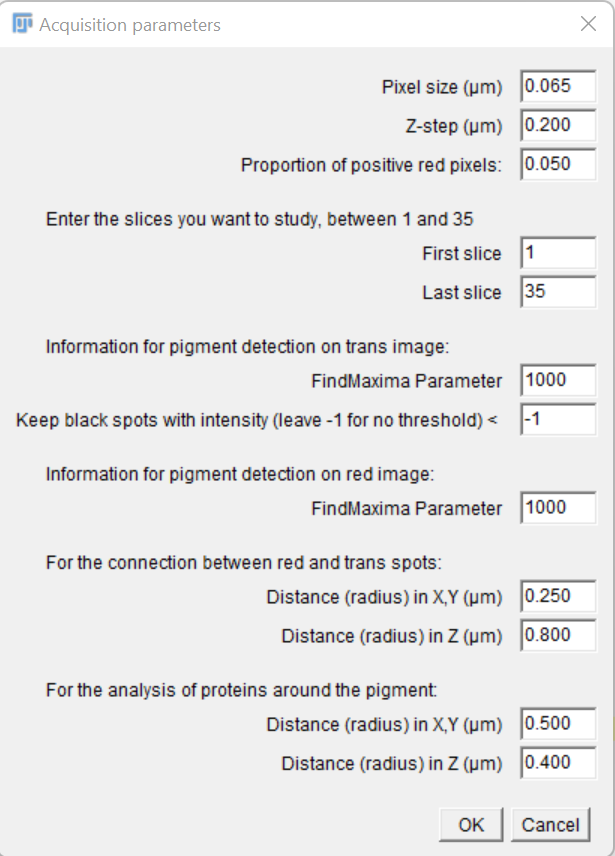 Acquisition parameters
Pixel size (µm) 0.065
Z-step (µm) 0.200
Proportion of positive red pixels: 0.050
Enter the slices you want to study, between 1 and 35
First slice 1
Last slice 35
Information for pigment detection on trans image:
FindMaxima Parameter 1000
Keep black spots with intensity (leave -1 for no threshold) < -1
Information for pigment detection on red image:
FindMaxima Parameter 1000
For the connection between red and trans spots:
Distance (radius) in X,Y (µm) 0.250
Distance (radius) in Z (µm) 0.800
For the analysis of proteins around the pigment:
Distance (radius) in X,Y (µm) 0.500
Distance (radius) in Z (µm) 0.400
OK Cancel